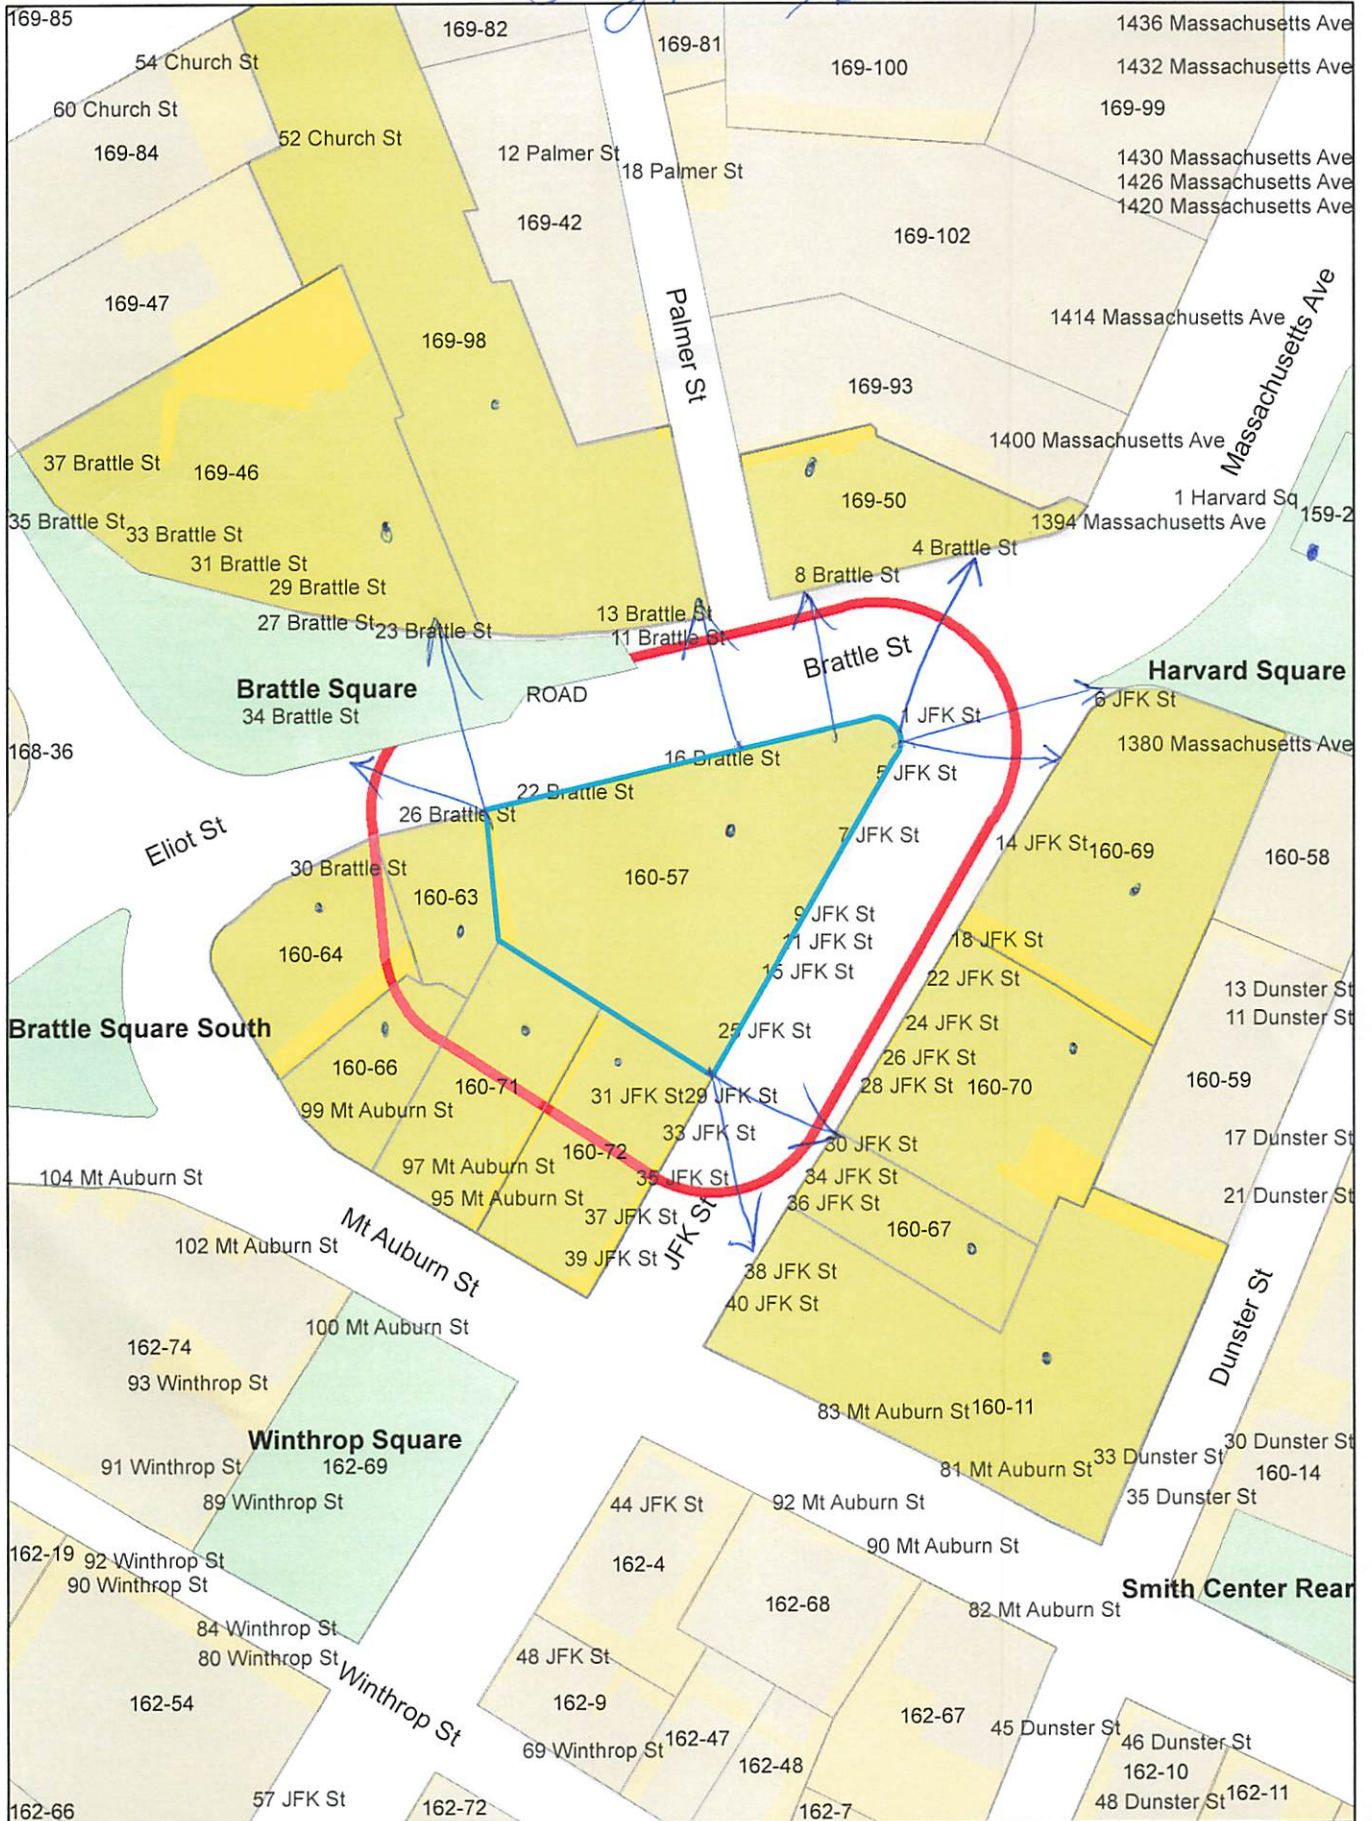 169-85
169-82
169-81
1436 Massachusetts Ave
54 Church St
169-100
1432 Massachusetts Ave
60 Church St
169-99
52 Church St
169-84
12 Palmer St
18 Palmer St
1430 Massachusetts Ave
1426 Massachusetts Ave
1420 Massachusetts Ave
169-42
169-102
169-47
Palmer St
1414 Massachusetts Ave
Massachusetts Ave
169-98
169-93
1400 Massachusetts Ave
37 Brattle St
169-46
169-50
1 Harvard Sq
159-2
35 Brattle St
33 Brattle St
1394 Massachusetts Ave
31 Brattle St
4 Brattle St
29 Brattle St
8 Brattle St
27 Brattle St
23 Brattle St
13 Brattle St
11 Brattle St
Brattle St
Harvard Square
Brattle Square
ROAD
6 JFK St
34 Brattle St
1 JFK St
168-36
16 Brattle St
1380 Massachusetts Ave
5 JFK St
22 Brattle St
26 Brattle St
Eliot St
7 JFK St
14 JFK St
160-69
160-58
30 Brattle St
160-63
160-57
9 JFK St
11 JFK St
18 JFK St
160-64
15 JFK St
22 JFK St
13 Dunster St
11 Dunster St
Brattle Square South
25 JFK St
24 JFK St
26 JFK St
160-66
160-71
28 JFK St
160-70
160-59
31 JFK St
29 JFK St
99 Mt Auburn St
33 JFK St
30 JFK St
17 Dunster St
160-72
97 Mt Auburn St
35 JFK St
34 JFK St
104 Mt Auburn St
95 Mt Auburn St
36 JFK St
21 Dunster St
37 JFK St
160-67
JFK St
Mt Auburn St
102 Mt Auburn St
39 JFK St
38 JFK St
40 JFK St
Dunster St
100 Mt Auburn St
162-74
93 Winthrop St
83 Mt Auburn St
160-11
Winthrop Square
30 Dunster St
91 Winthrop St
162-69
81 Mt Auburn St
33 Dunster St
160-14
89 Winthrop St
44 JFK St
92 Mt Auburn St
35 Dunster St
90 Mt Auburn St
162-19
92 Winthrop St
162-4
90 Winthrop St
Smith Center Rear
162-68
82 Mt Auburn St
84 Winthrop St
80 Winthrop St
48 JFK St
Winthrop St
162-54
162-9
162-67
45 Dunster St
69 Winthrop St
162-47
46 Dunster St
162-48
162-10
57 JFK St
162-11
162-66
162-72
162-7
48 Dunster St